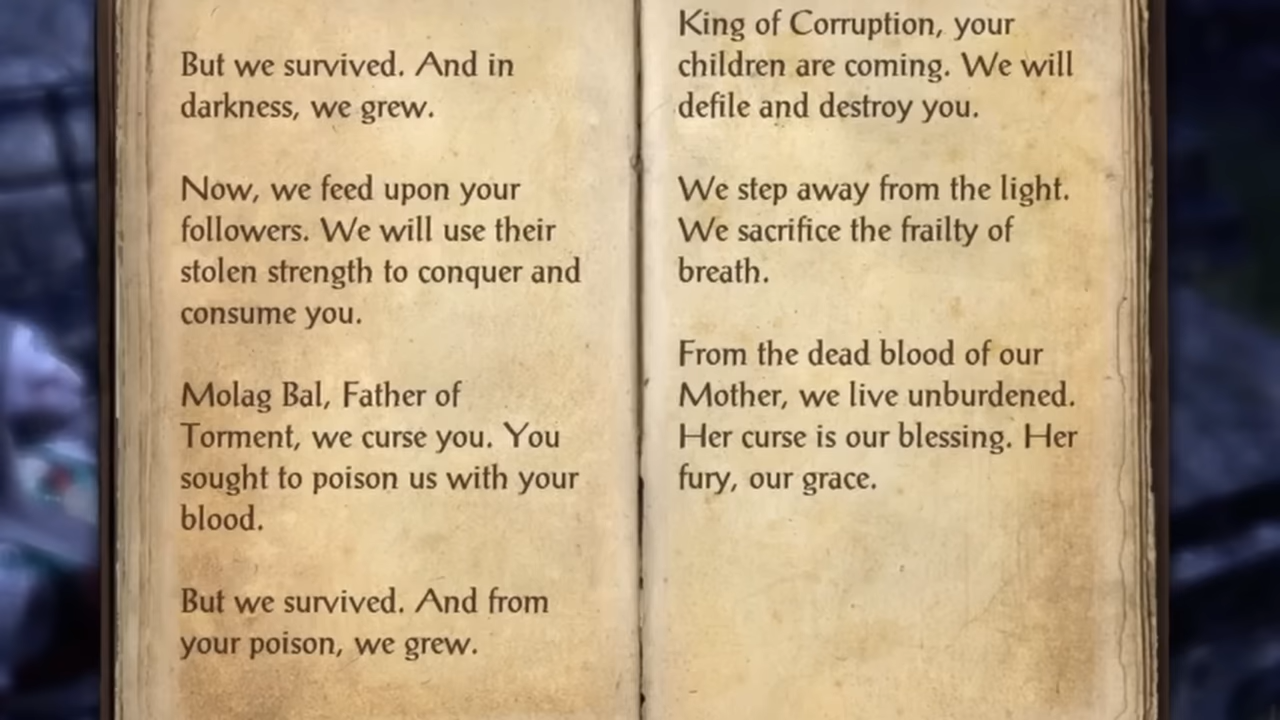 But we survived. And in
darkness, we grew.
Now, we feed upon your
followers. We will use their
stolen strength to conquer and
consume you.
Molag Bal, Father of
Torment, we curse you. You
sought to poison us with your
blood.
But we survived. And from
your poison, we grew.
King of Corruption, your
children are coming. We will
defile and destroy you.
We step away from the light.
We sacrifice the frailty of
breath.
From the dead blood of our
Mother, we live unburdened.
Her curse is our blessing. Her
fury, our grace.